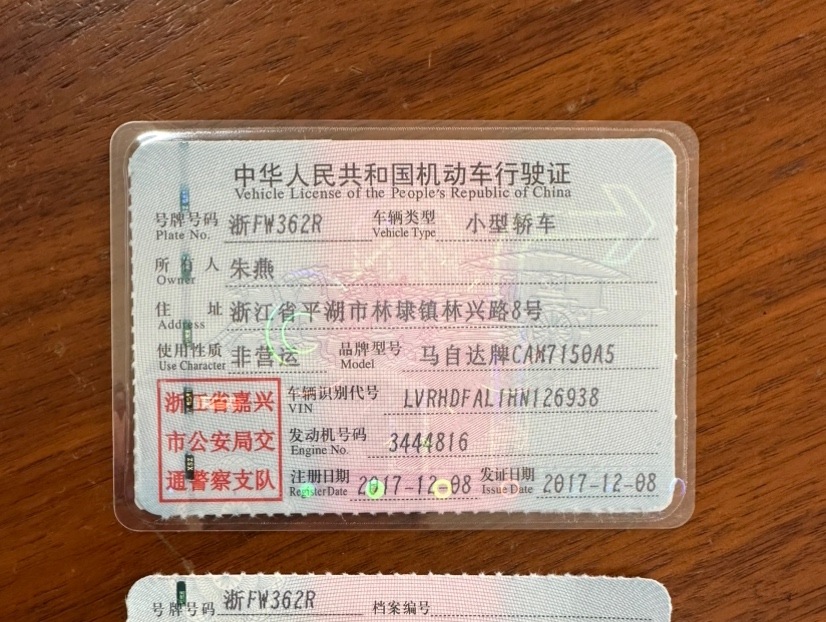 中华人民共和国机动车行驶证
Vehicle License of the People's Republic of China
号牌号码 浙FW362R 车辆类型 小型轿车
Plate No. Vehicle Type
所有人 朱燕
Owner
住址 浙江省平湖市林埭镇林兴路8号
Address
使用性质 非营运 品牌型号 马自达牌CAM7150A5
Use Character Model
浙江省嘉兴
市公安局交
通警察支队
车辆识别代号 LVRHDFAL1HN126938
VIN
发动机号码 3444816
Engine No.
注册日期 2017-12-08 发证日期 2017-12-08
Register Date Issue Date
号牌号码 浙FW362R 档案编号